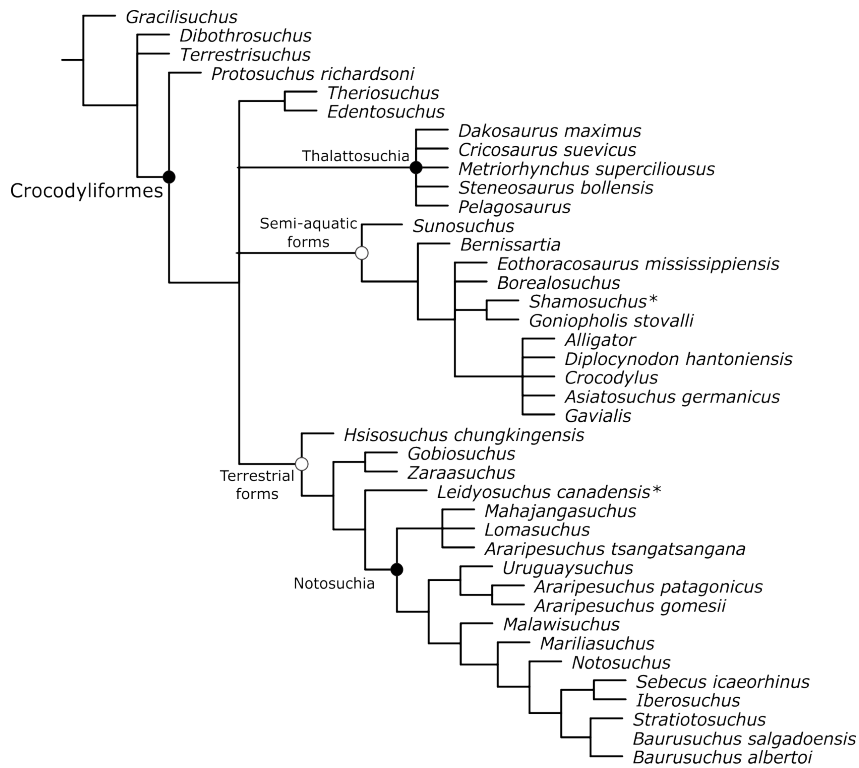 Gracilisuchus
Dibothrosuchus
Terrestrisuchus
Protosuchus richardsoni
Theriosuchus
Edentosuchus
Dakosaurus maximus
Cricosaurus suevicus
Thalattosuchia
Metriorhynchus superciliousus
Steneosaurus bollensis
Crocodyliformes
Pelagosaurus
Semi-aquatic
forms
Sunosuchus
Bernissartia
Eothoracosaurus mississippiensis
Borealosuchus
Shamosuchus*
Goniopholis stovalli
Alligator
Diplocynodon hantoniensis
Crocodylus
Asiatosuchus germanicus
Gavialis
Hsisosuchus chungkingensis
Gobiosuchus
Zaraasuchus
Terrestrial
forms
Leidyosuchus canadensis*
Mahajangasuchus
Lomasuchus
Araripesuchus tsangatsangana
Uruguaysuchus
Notosuchia
Araripesuchus patagonicus
Araripesuchus gomesii
Malawisuchus
Mariliasuchus
Notosuchus
Sebecus icaeorhinus
Iberosuchus
Stratiotosuchus
Baurusuchus salgadoensis
Baurusuchus albertoi